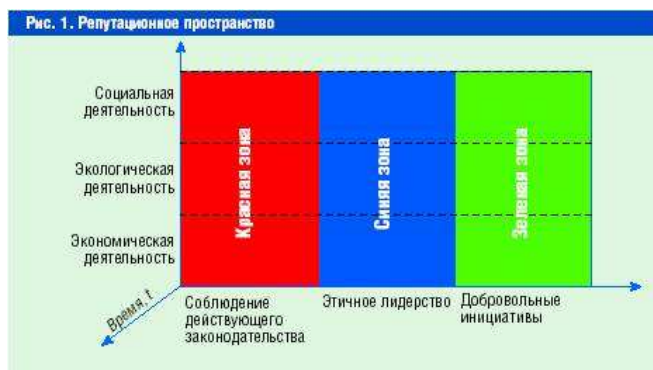 Рис. 1. Репутационное пространство
Социальная
деятельность
Экологическая
деятельность
Экономическая
деятельность
Время, t
Красная зона
Синяя зона
Зеленая зона
Соблюдение
действующего
законодательства
Этичное лидерство
Добровольные
инициативы